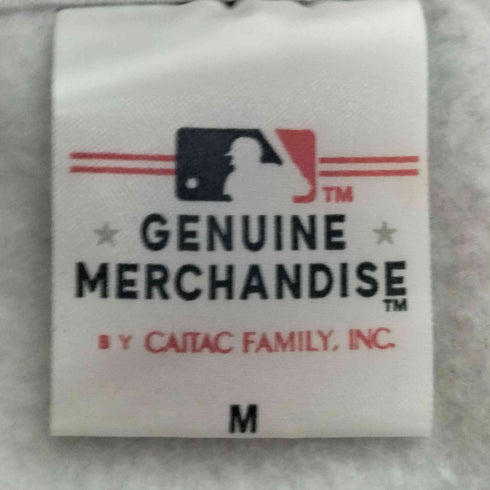 TM
GENUINE
MERCHANDISE
TM
BY CAITAC FAMILY, INC.
M